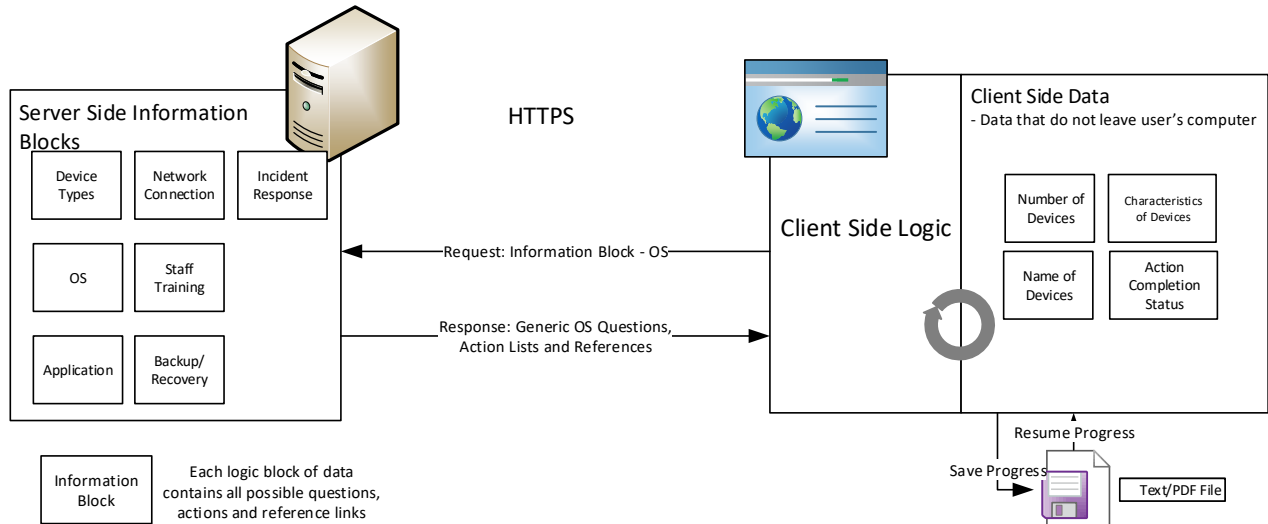 Server Side Information
Blocks
Device
Types
Network
Connection
Incident
Response
OS
Staff
Training
Application
Backup/
Recovery
HTTPS
Request: Information Block - OS
Response: Generic OS Questions,
Action Lists and References
Client Side Logic
Client Side Data
- Data that do not leave user's computer
Number of
Devices
Characteristics
of Devices
Name of
Devices
Action
Completion
Status
Resume Progress
Save Progress
Text/PDF File
Information
Block
Each logic block of data
contains all possible questions,
actions and reference links